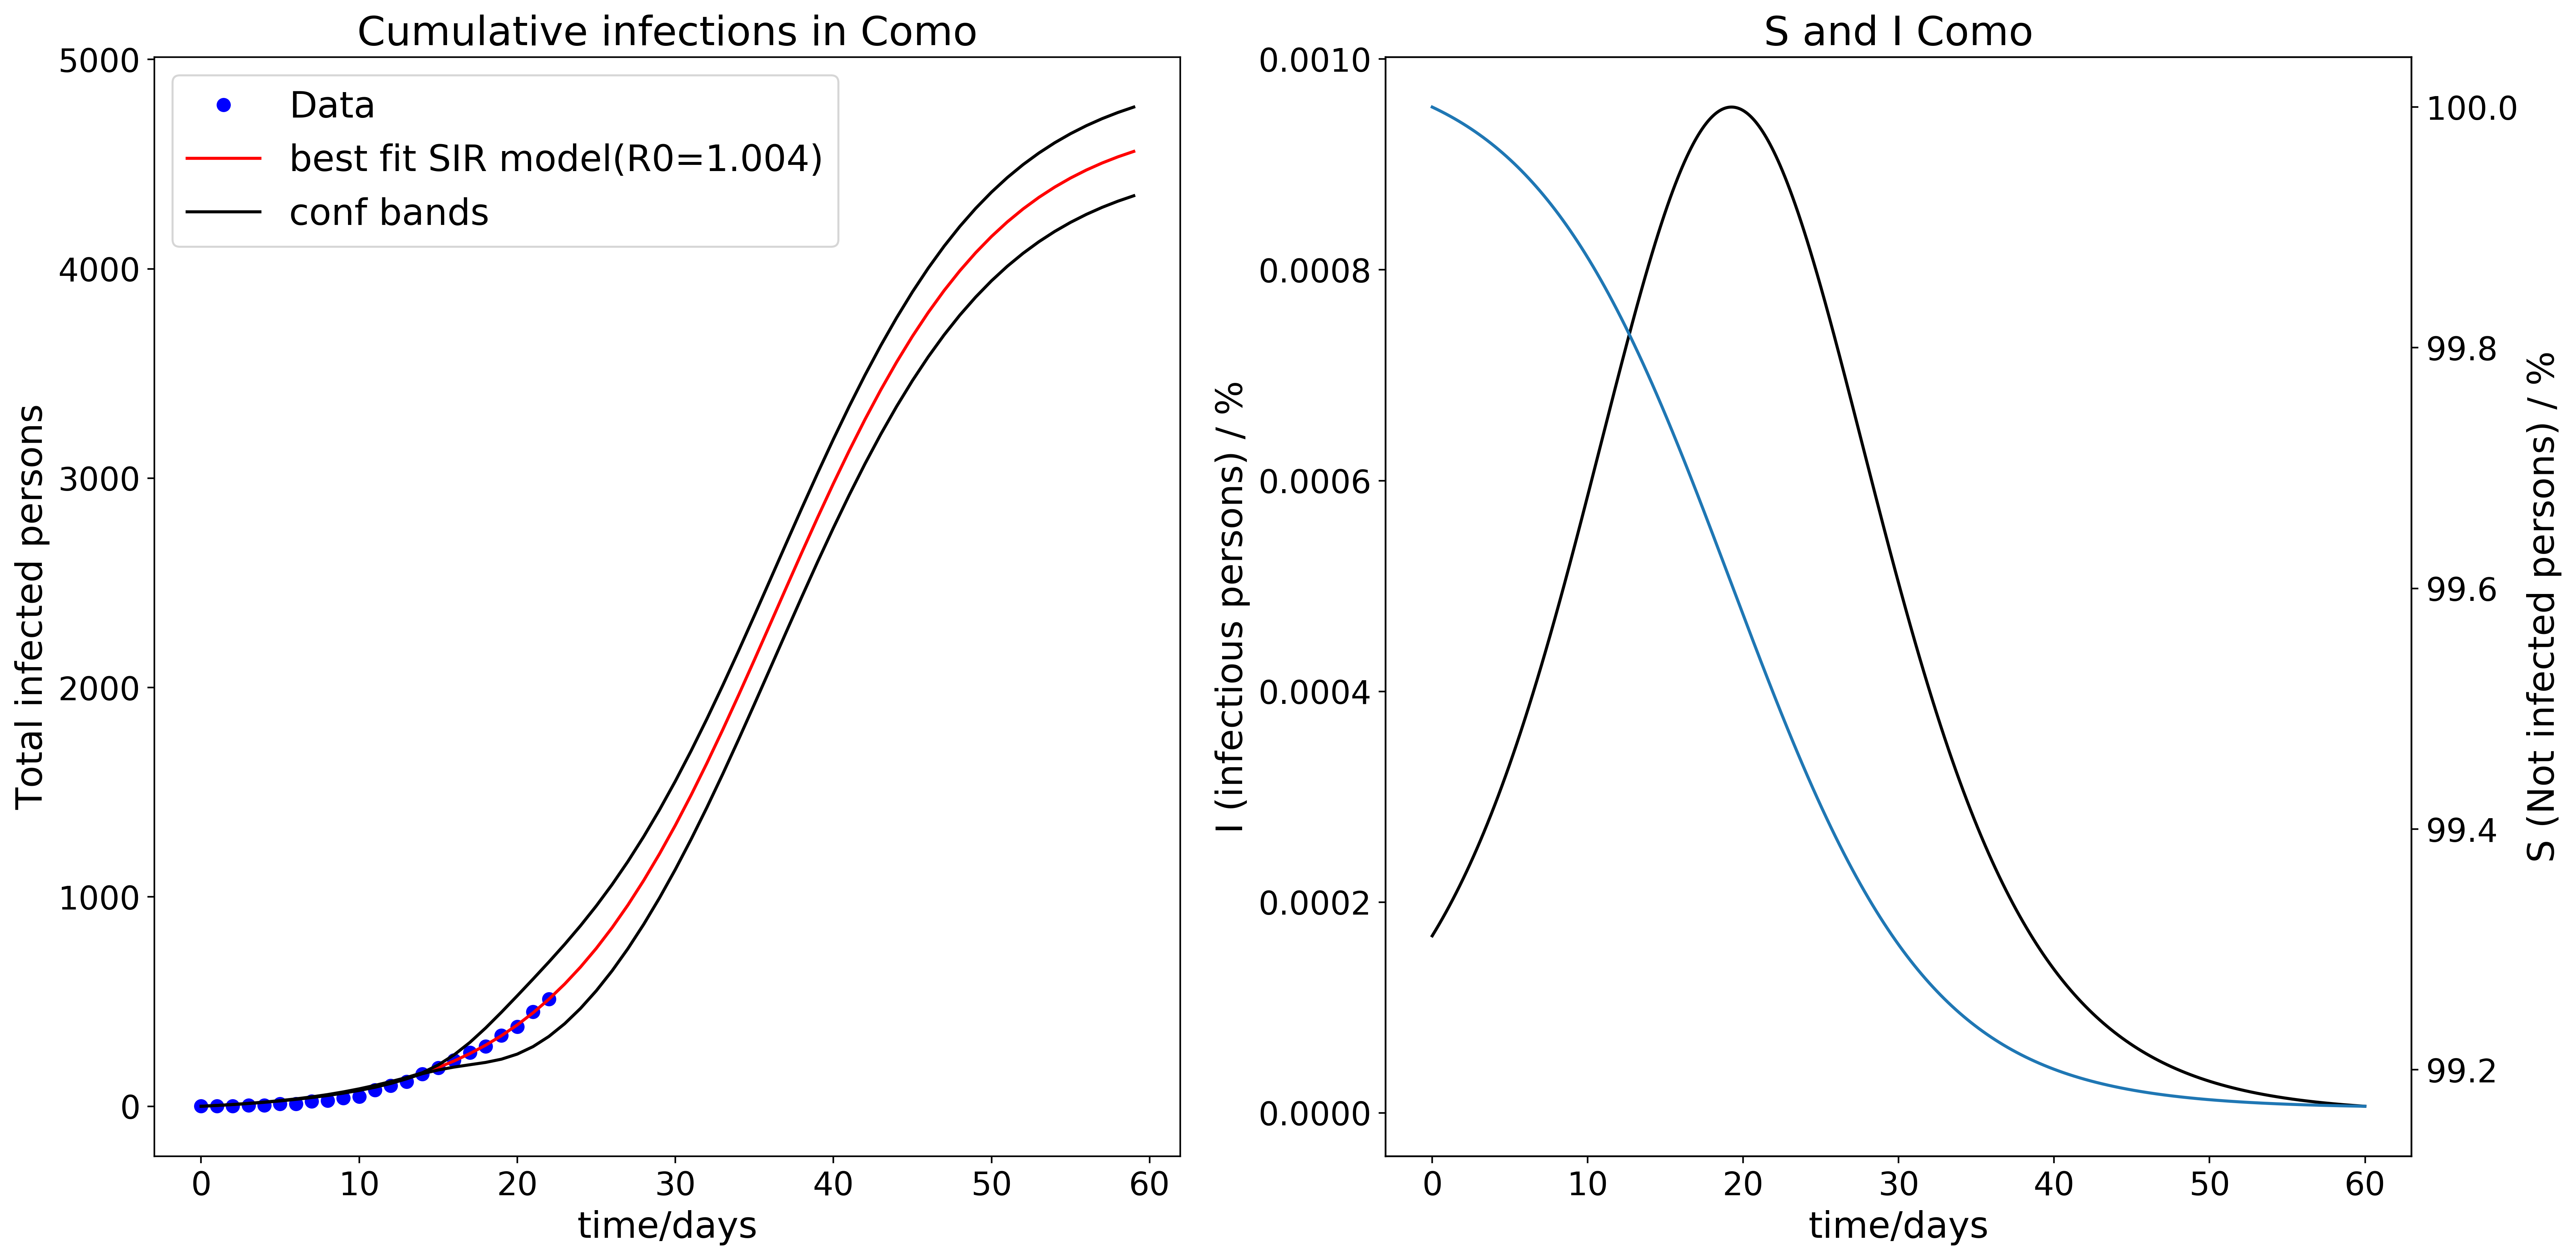 Cumulative infections in Como
Total infected persons
5000
4000
3000
2000
1000
0
Data
best fit SIR model(R0=1.004)
conf bands
0 10 20 30 40 50 60
time/days
S and I Como
I (infectious persons) / %
0.0010
0.0008
0.0006
0.0004
0.0002
0.0000
100.0
99.8
99.6
99.4
99.2
S (Not infected persons) / %
0 10 20 30 40 50 60
time/days